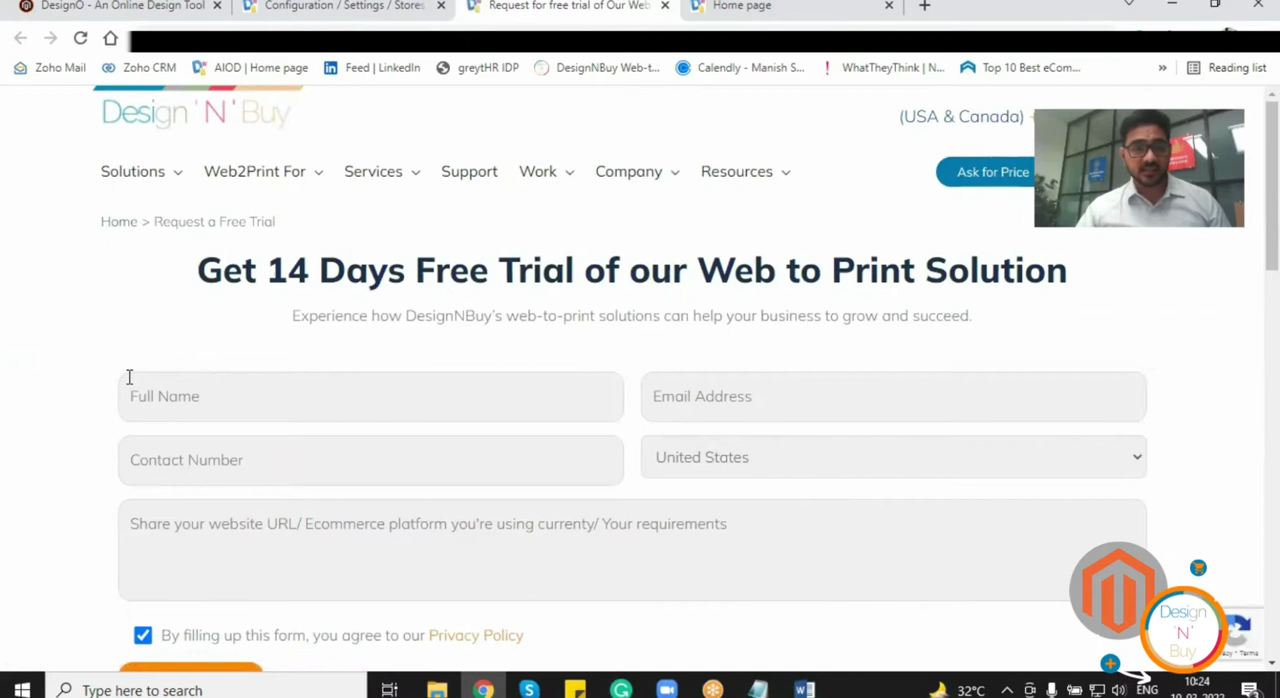 DesignO - An Online Design Tool
Configuration / Settings / Stores
Request for free trial of Our Web
Home page
Zoho Mail
Zoho CRM
AIOD | Home page
Feed | LinkedIn
greytHR IDP
DesignNBuy Web-t...
Calendly - Manish S...
WhatTheyThink | N...
Top 10 Best eCom...
»
Reading list
Design 'N' Buy
(USA & Canada)
Solutions
Web2Print For
Services
Support
Work
Company
Resources
Ask for Price
Home > Request a Free Trial
Get 14 Days Free Trial of our Web to Print Solution
Experience how DesignNBuy's web-to-print solutions can help your business to grow and succeed.
Full Name
Email Address
Contact Number
United States
Share your website URL/ Ecommerce platform you're using currenty/ Your requirements
By filling up this form, you agree to our Privacy Policy
Design
'N'
Buy
Terms
Type here to search
32°C
ENG
10:24